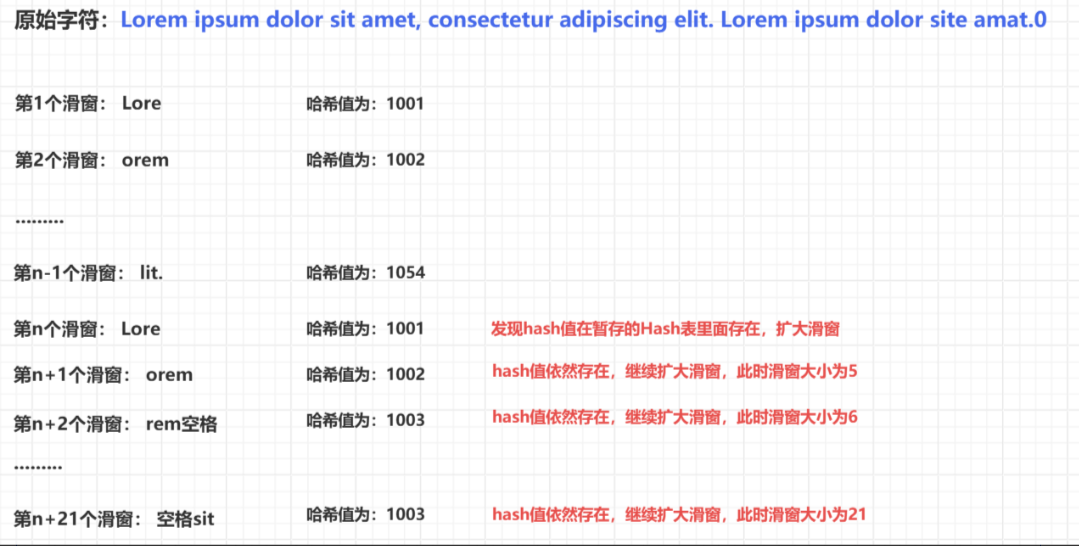 原始字符：Lorem ipsum dolor sit amet, consectetur adipiscing elit. Lorem ipsum dolor site amat.0
第1个滑窗： Lore 哈希值为：1001
第2个滑窗： orem 哈希值为：1002
.........
第n-1个滑窗： lit. 哈希值为：1054
第n个滑窗： Lore 哈希值为：1001 发现hash值在暂存的Hash表里面存在，扩大滑窗
第n+1个滑窗： orem 哈希值为：1002 hash值依然存在，继续扩大滑窗，此时滑窗大小为5
第n+2个滑窗： rem空格 哈希值为：1003 hash值依然存在，继续扩大滑窗，此时滑窗大小为6
.........
第n+21个滑窗： 空格sit 哈希值为：1003 hash值依然存在，继续扩大滑窗，此时滑窗大小为21